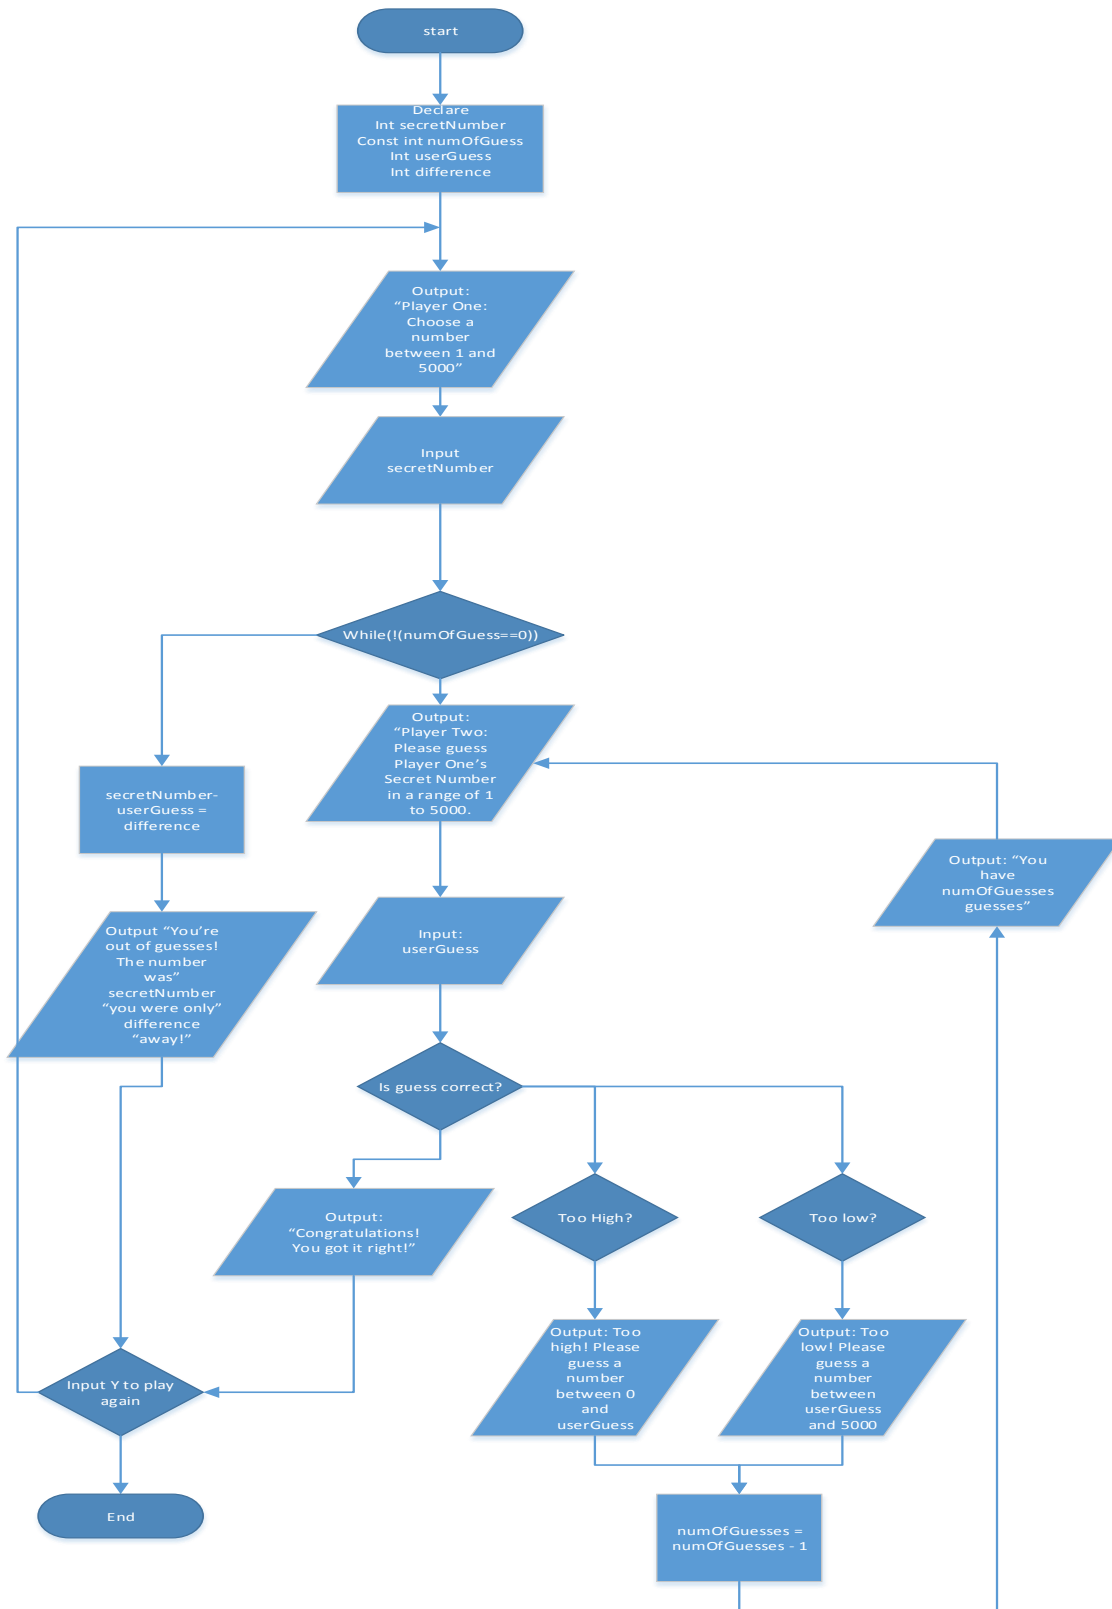 start
Declare
Int secretNumber
Const int numOfGuess
Int userGuess
Int difference
Output:
“Player One:
Choose a
number
between 1 and
5000”
Input
secretNumber
While(!(numOfGuess==0))
Output:
“Player Two:
Please guess
Player One’s
Secret Number
in a range of 1
to 5000.
secretNumber-
userGuess =
difference
Output: “You
have
numOfGuesses
guesses”
Output “You’re
out of guesses!
The number
was”
secretNumber
“you were only”
difference
“away!”
Input:
userGuess
Is guess correct?
Output:
“Congratulations!
You got it right!”
Too High?
Too low?
Output: Too
high! Please
guess a
number
between 0
and
userGuess
Output: Too
low! Please
guess a
number
between
userGuess
and 5000
Input Y to play
again
End
numOfGuesses =
numOfGuesses - 1